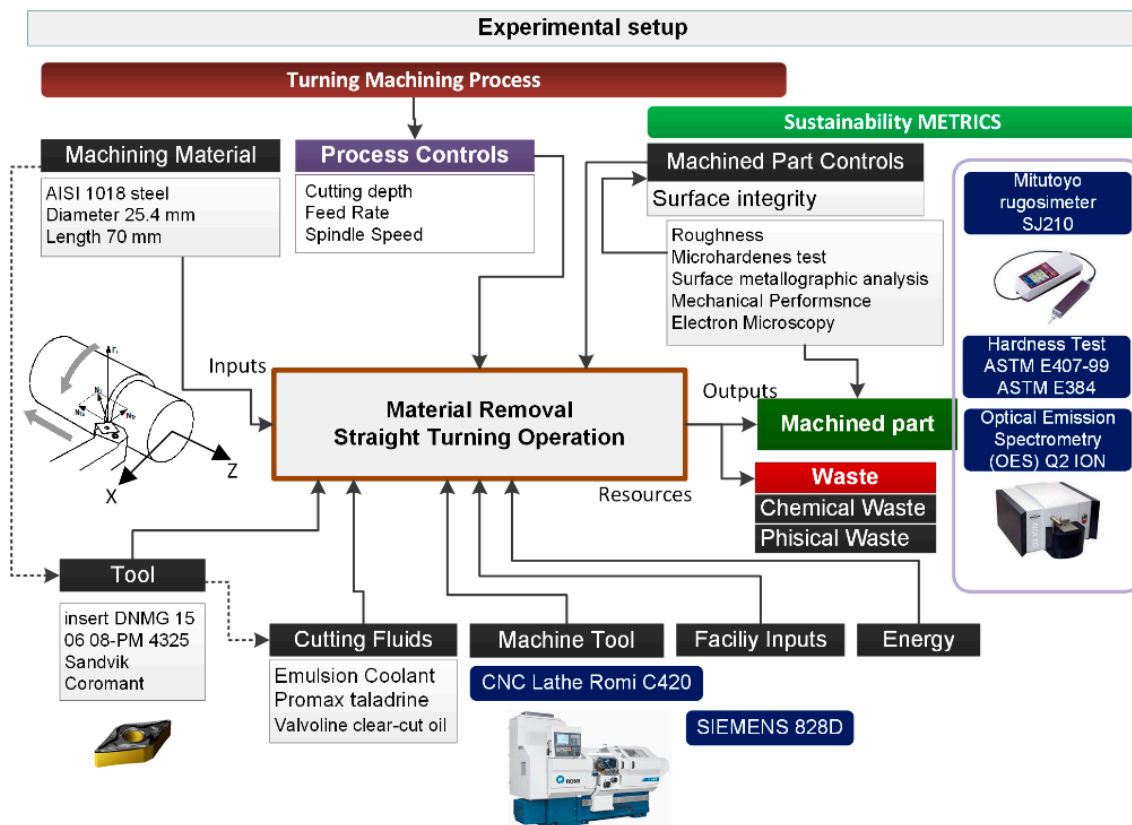 Experimental setup
Turning Machining Process
Sustainability METRICS
Machining Material
AISI 1018 steel
Diameter 25.4 mm
Length 70 mm
Process Controls
Cutting depth
Feed Rate
Spindle Speed
Machined Part Controls
Surface integrity
Roughness
Microhardenes test
Surface metallographic analysis
Mechanical Performsnce
Electron Microscopy
Mitutoyo
rugosimeter
SJ210
Hardness Test
ASTM E407-99
ASTM E384
Optical Emission
Spectrometry
(OES) Q2 ION
Inputs
Material Removal
Straight Turning Operation
Outputs
Machined part
Resources
Waste
Chemical Waste
Phisical Waste
Z
X
Tool
insert DNMG 15
06 08-PM 4325
Sandvik
Coromant
Cutting Fluids
Emulsion Coolant
Promax taladrine
Valvoline clear-cut oil
Machine Tool
CNC Lathe Romi C420
ROMI
Faciliy Inputs
SIEMENS 828D
Energy